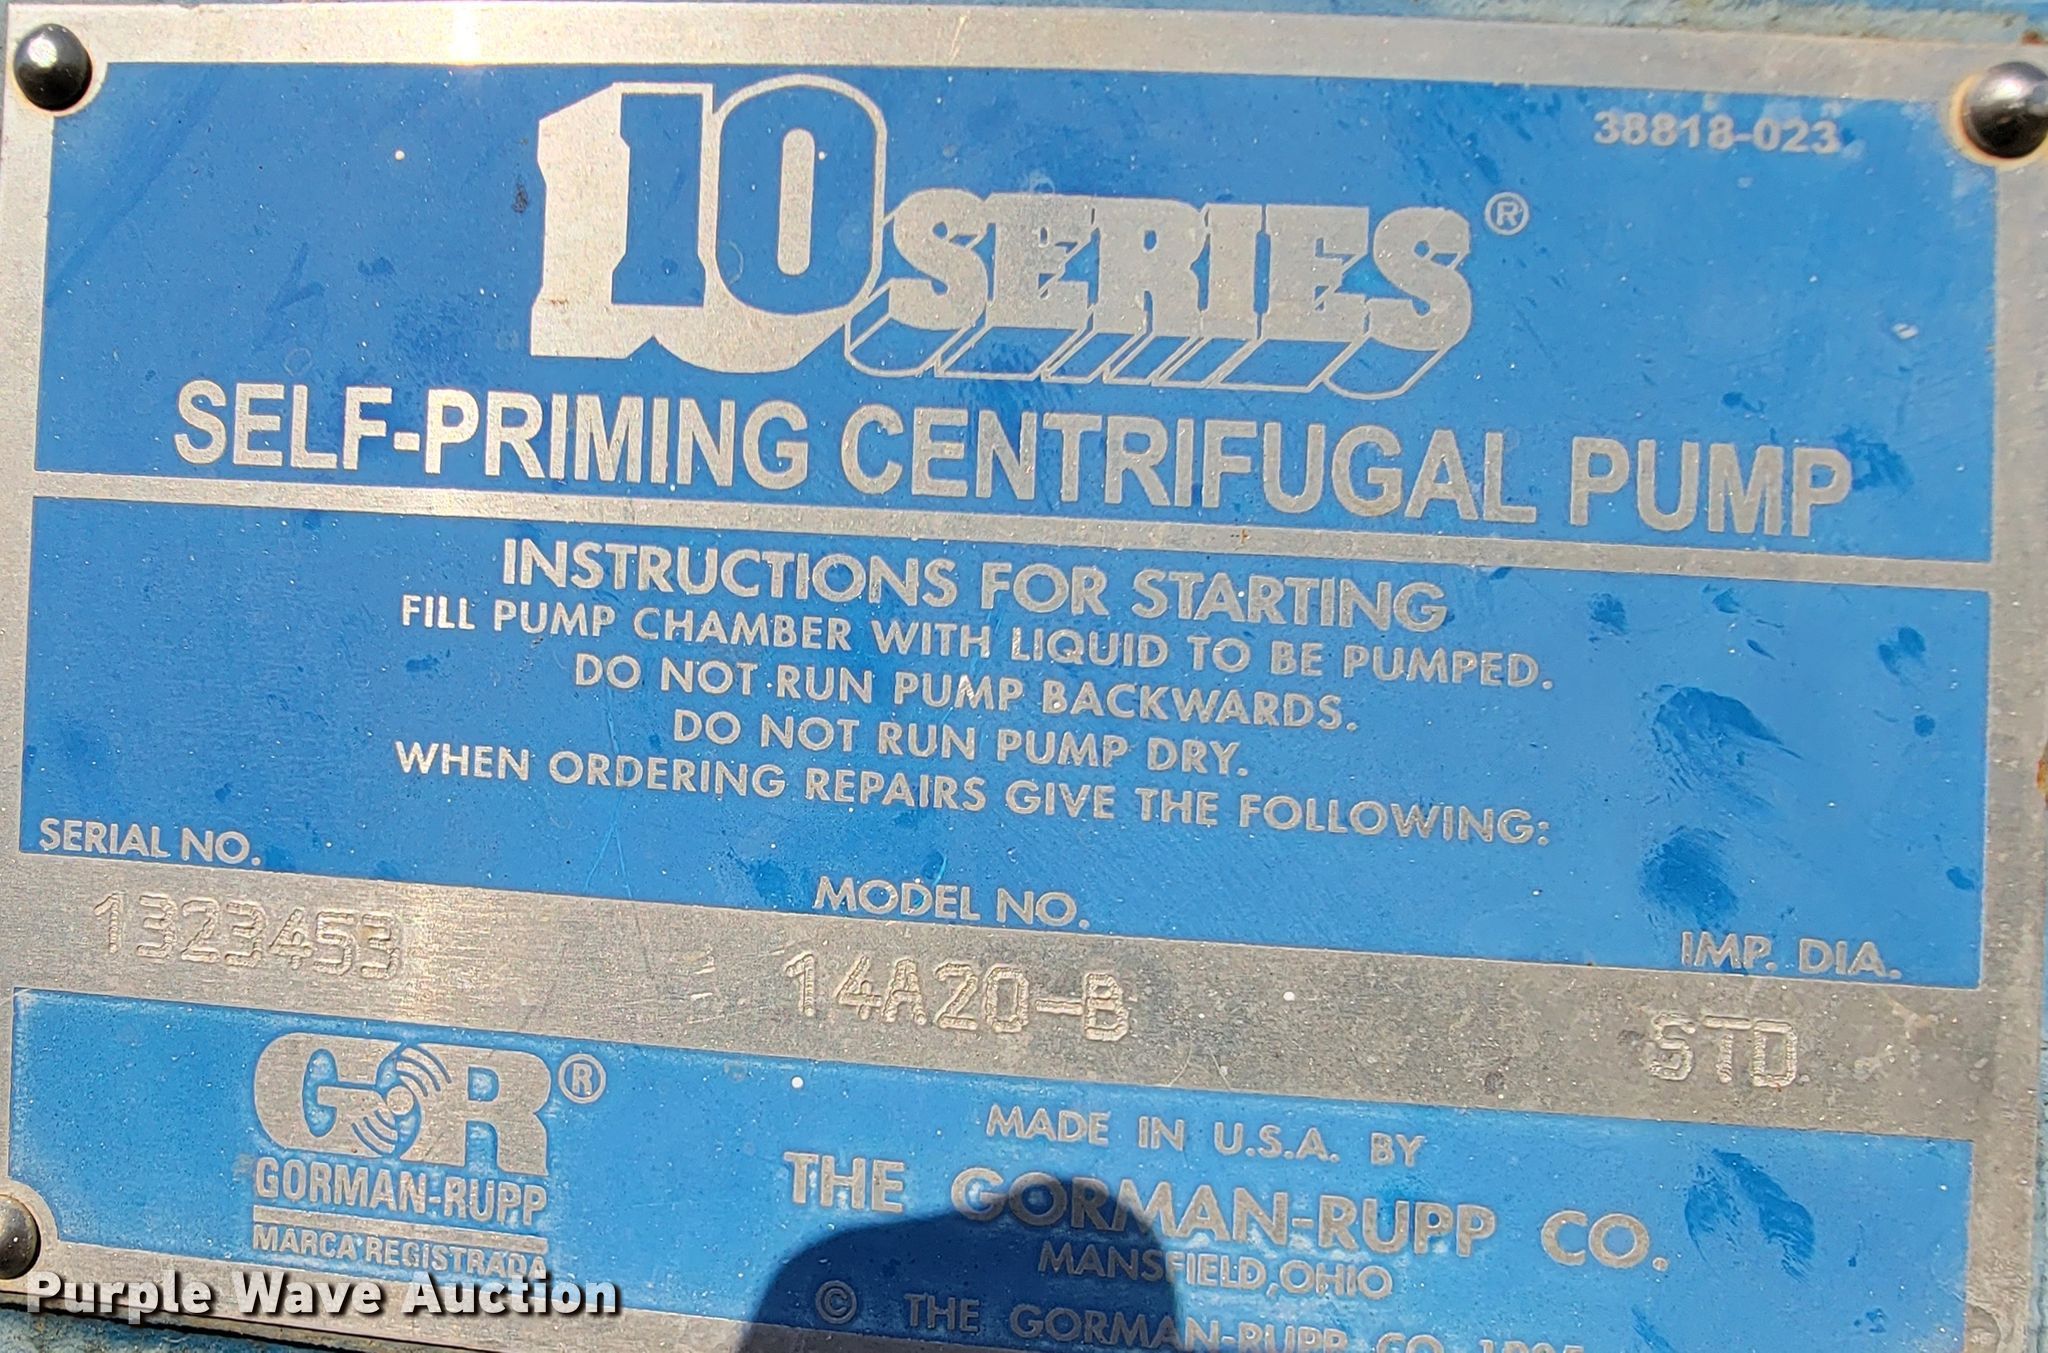 10 SERIES®
38818-023
SELF-PRIMING CENTRIFUGAL PUMP
INSTRUCTIONS FOR STARTING
FILL PUMP CHAMBER WITH LIQUID TO BE PUMPED.
DO NOT RUN PUMP BACKWARDS.
DO NOT RUN PUMP DRY.
WHEN ORDERING REPAIRS GIVE THE FOLLOWING:
SERIAL NO.
MODEL NO.
IMP. DIA.
1323453
14A20-B
STD
GR®
GORMAN-RUPP
MARCA REGISTRADA
MADE IN U.S.A. BY
THE GORMAN-RUPP CO.
MANSFIELD, OHIO
© THE GORMAN-RUPP CO.
Purple Wave Auction